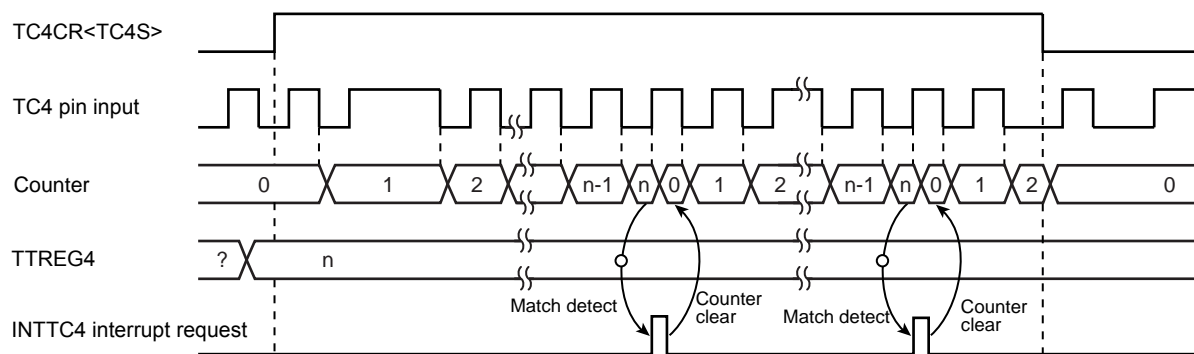 TC4CR<TC4S>
TC4 pin input
Counter
0 1 2 n-1 n 0 1 2 n-1 n 0 1 2 0
TTREG4
? n
Match detect
Counter
clear
Match detect
Counter
clear
INTTC4 interrupt request